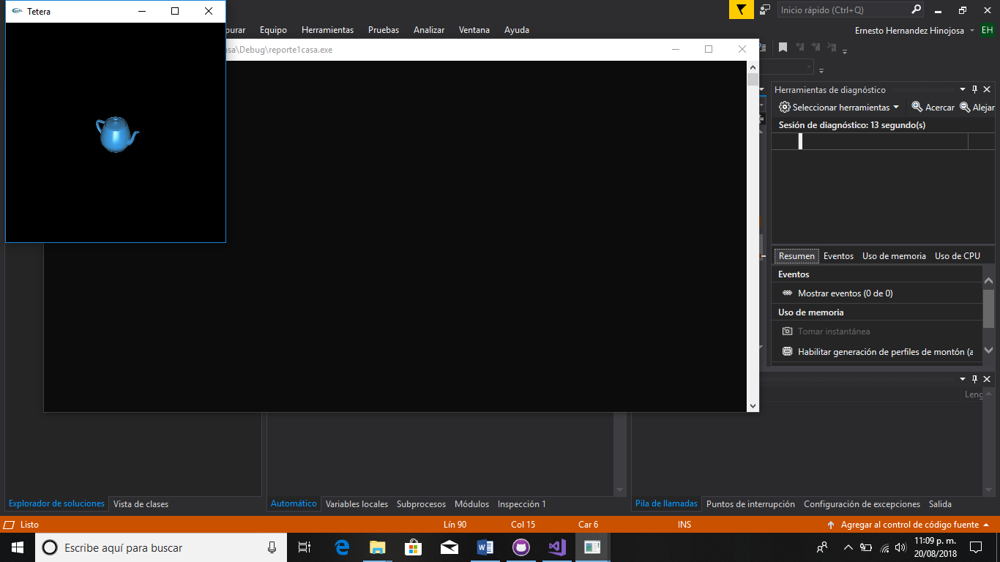 Tetera
Inicio rápido (Ctrl+Q)
purar Equipo Herramientas Pruebas Analizar Ventana Ayuda
Ernesto Hernandez Hinojosa EH
asa\Debug\reporte1casa.exe
Herramientas de diagnóstico
Seleccionar herramientas Acercar Alejar
Sesión de diagnóstico: 13 segundo(s)
Resumen Eventos Uso de memoria Uso de CPU
Eventos
Mostrar eventos (0 de 0)
Uso de memoria
Tomar instantánea
Habilitar generación de perfiles de montón (a
Leng
Explorador de soluciones Vista de clases
Automático Variables locales Subprocesos Módulos Inspección 1
Pila de llamadas Puntos de interrupción Configuración de excepciones Salida
Listo Lín 90 Col 15 Car 6 INS Agregar al control de código fuente
Escribe aquí para buscar
11:09 p. m.
20/08/2018